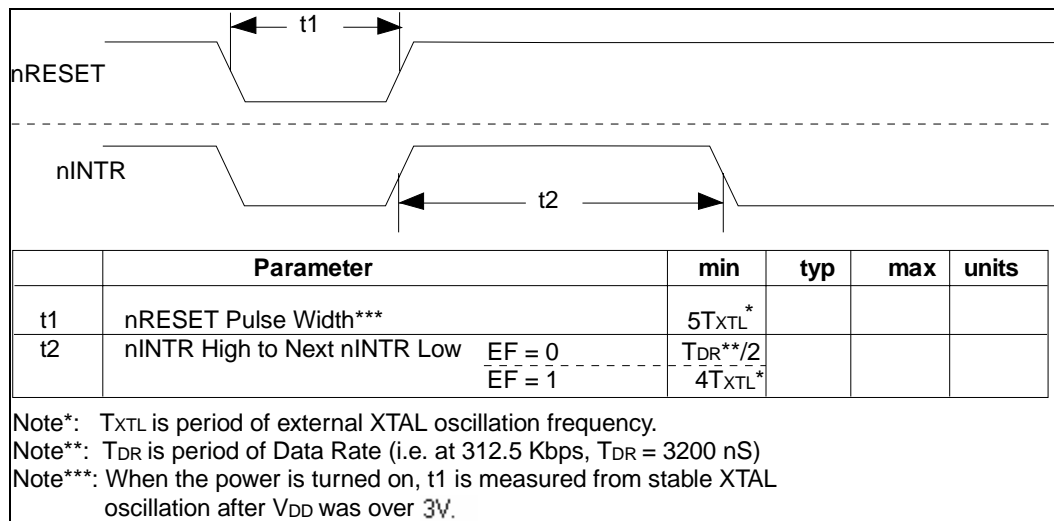 t1
nRESET
nINTR
t2
Parameter min typ max units
t1 nRESET Pulse Width*** 5TXTL*
t2 nINTR High to Next nINTR Low EF = 0 TDR**/2
EF = 1 4TXTL*
Note*: TXTL is period of external XTAL oscillation frequency.
Note**: TDR is period of Data Rate (i.e. at 312.5 Kbps, TDR = 3200 nS)
Note***: When the power is turned on, t1 is measured from stable XTAL
oscillation after VDD was over 3V.